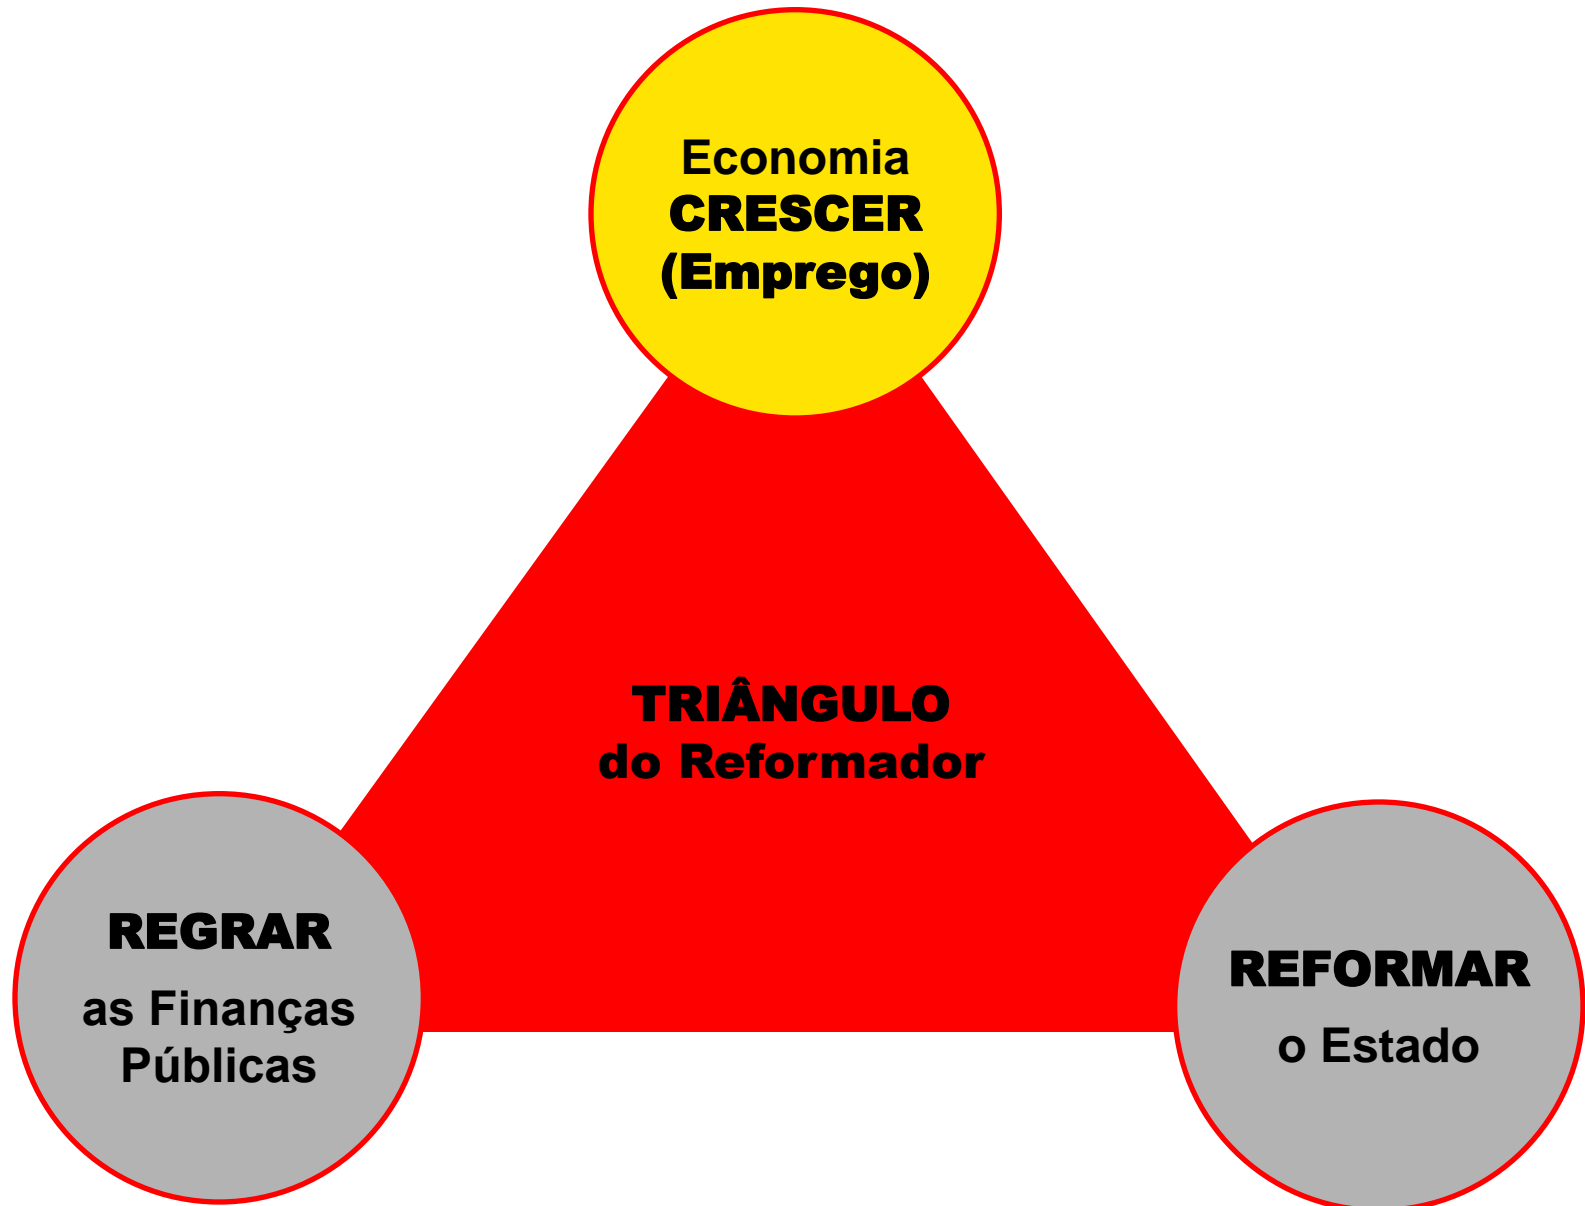 Economia
CRESCER
(Emprego)
TRIÂNGULO
do Reformador
REGRAR
as Finanças
Públicas
REFORMAR
o Estado